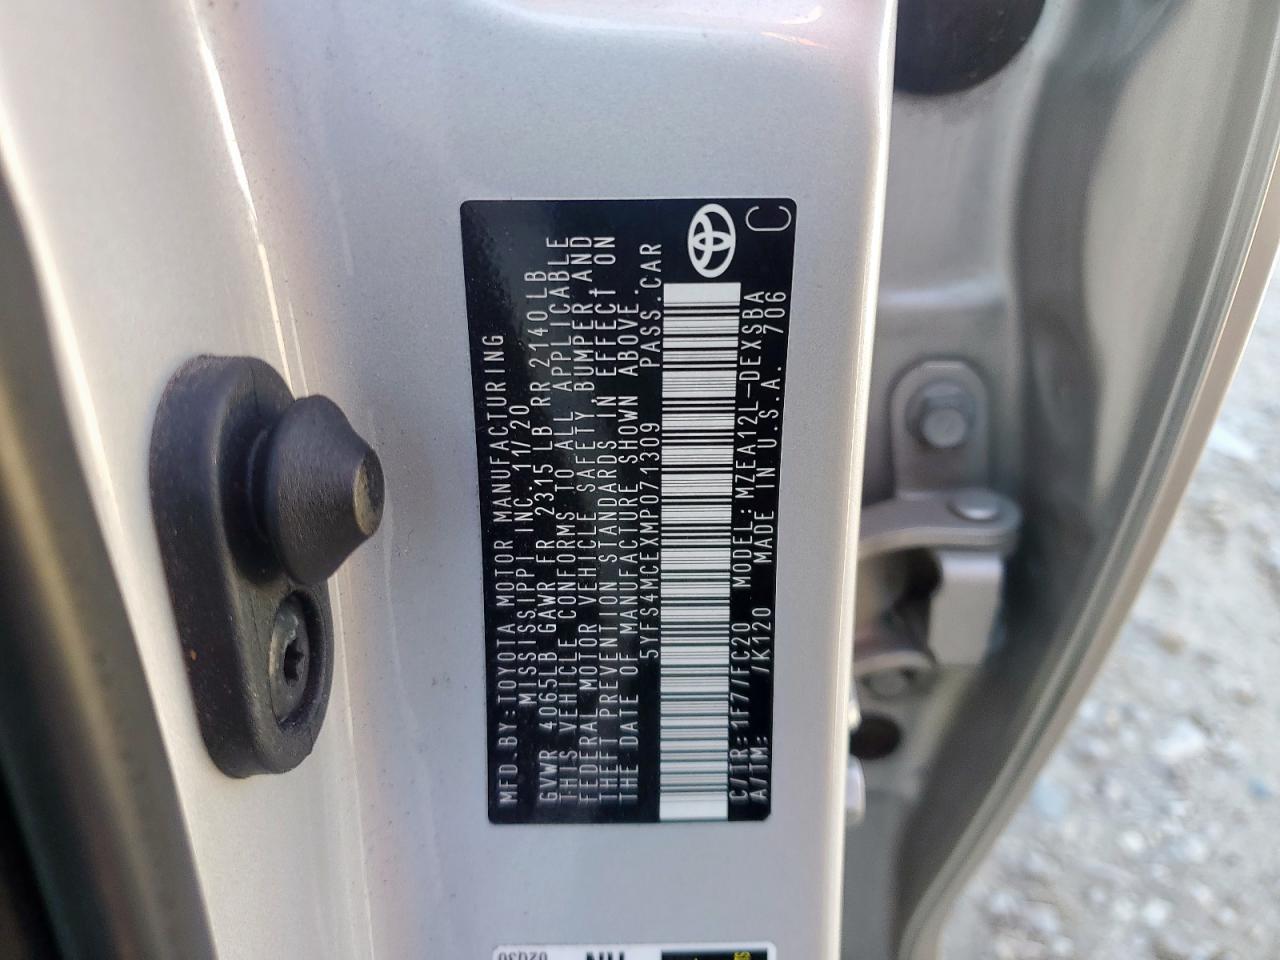 MFD.BY:TOYOTA MOTOR MANUFACTURING
MISSISSIPPI INC.11/20
GVWR 4065LB GAWR FR 2315 LB RR 2140LB
THIS VEHICLE CONFORMS TO ALL APPLICABLE
FEDERAL MOTOR VEHICLE SAFETY,BUMPER,AND
THEFT PREVENTION STANDARDS IN EFFECT ON
THE DATE OF MANUFACTURE SHOWN ABOVE.
5YFS4MCEXMP071309 PASS.CAR
C/TR:1F7/FC20 MODEL:MZEA12L-DEXSBA
A/TM: /K120 MADE IN U.S.A. 706
C